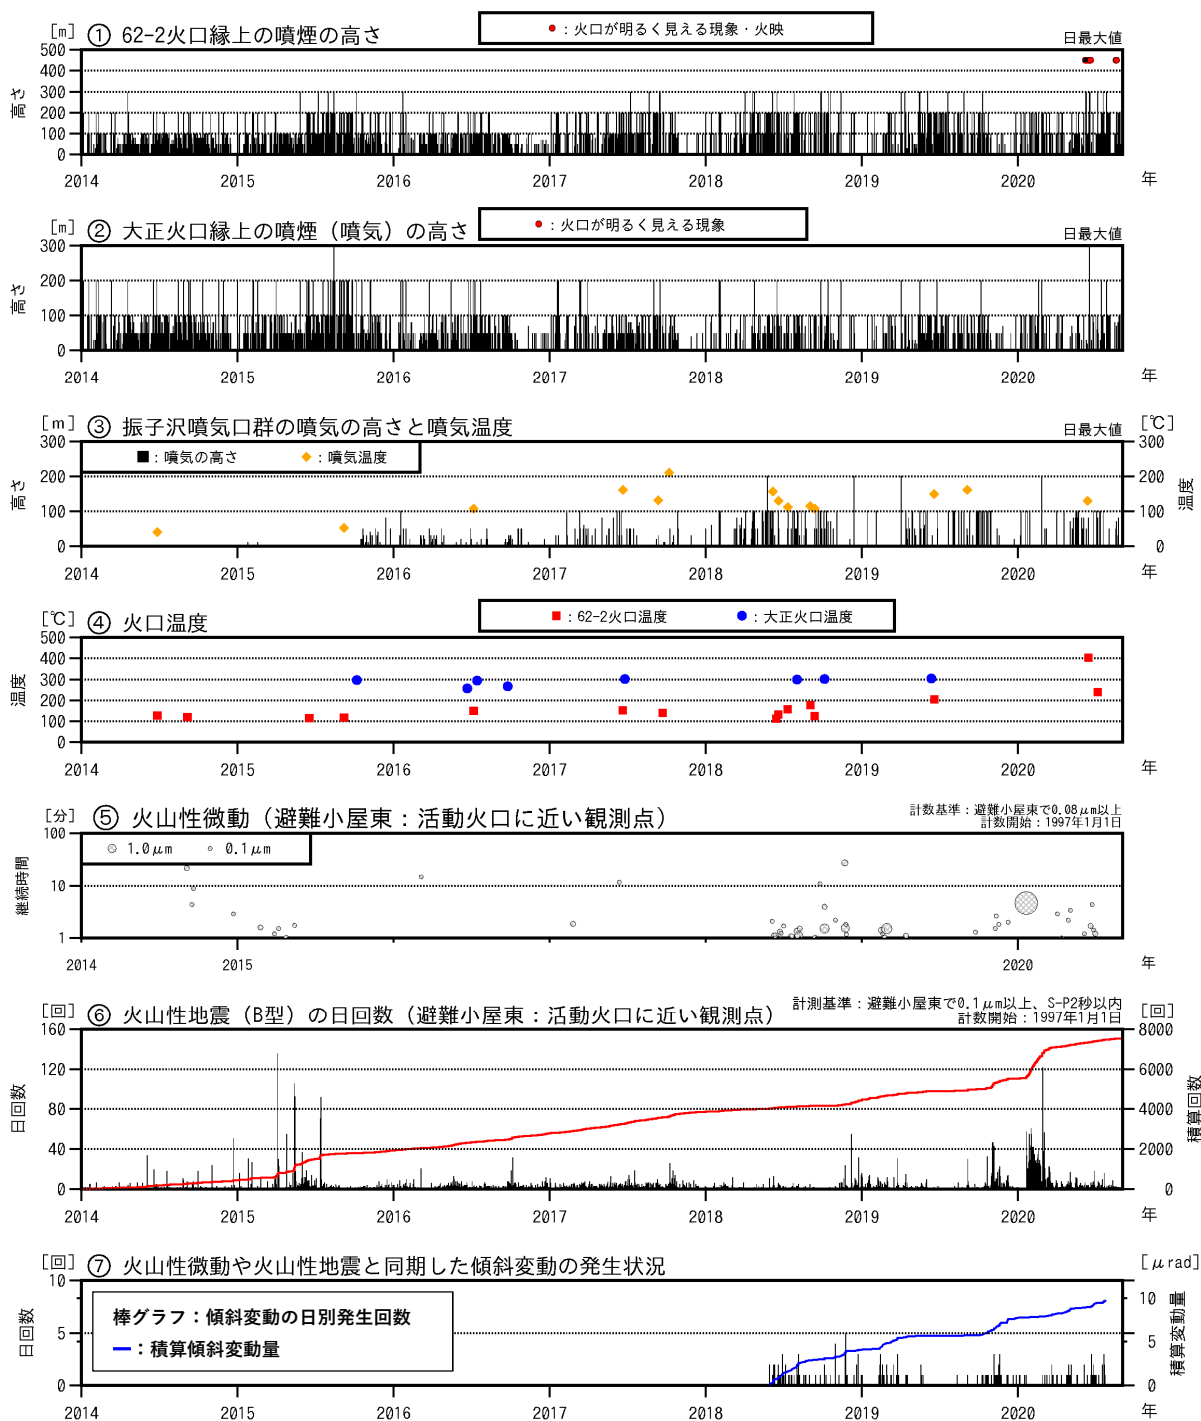 [m] ① 62-2火口縁上の噴煙の高さ
●：火口が明るく見える現象・火映
日最大値
500
400
300
200
100
0
高さ
2014 2015 2016 2017 2018 2019 2020 年
[m] ② 大正火口縁上の噴煙（噴気）の高さ
●：火口が明るく見える現象
日最大値
300
200
100
0
高さ
2014 2015 2016 2017 2018 2019 2020 年
[m] ③ 振子沢噴気口群の噴気の高さと噴気温度
日最大値 [℃]
■：噴気の高さ ◆：噴気温度
300 300
200 200
100 100
0 0
高さ 温度
2014 2015 2016 2017 2018 2019 2020 年
[℃] ④ 火口温度
■：62-2火口温度 ●：大正火口温度
500
400
300
200
100
0
温度
2014 2015 2016 2017 2018 2019 2020 年
[分] ⑤ 火山性微動（避難小屋東：活動火口に近い観測点）
計数基準：避難小屋東で0.08μm以上
計数開始：1997年1月1日
1.0μm 0.1μm
100
10
1
継続時間
2014 2015 2020 年
[回] ⑥ 火山性地震（B型）の日回数（避難小屋東：活動火口に近い観測点）
計測基準：避難小屋東で0.1μm以上、S-P2秒以内
計数開始：1997年1月1日
[回]
160 8000
120 6000
80 4000
40 2000
0 0
日回数 積算回数
2014 2015 2016 2017 2018 2019 2020 年
[回] ⑦ 火山性微動や火山性地震と同期した傾斜変動の発生状況
[μrad]
棒グラフ：傾斜変動の日別発生回数
ー：積算傾斜変動量
10 10
5 5
0 0
日回数 積算変動量
2014 2015 2016 2017 2018 2019 2020 年